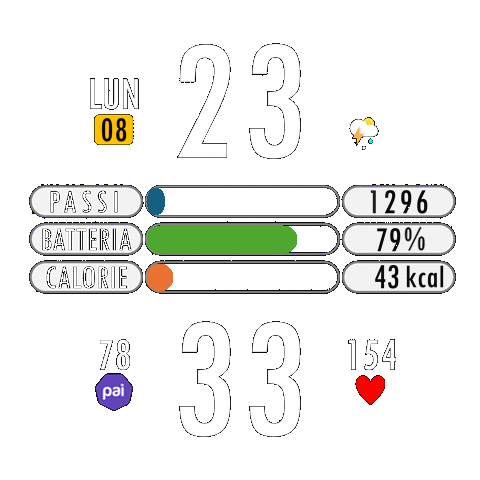 LUN
08
23
PASSI 1296
BATTERIA 79%
CALORIE 43 kcal
78
pai
33
154